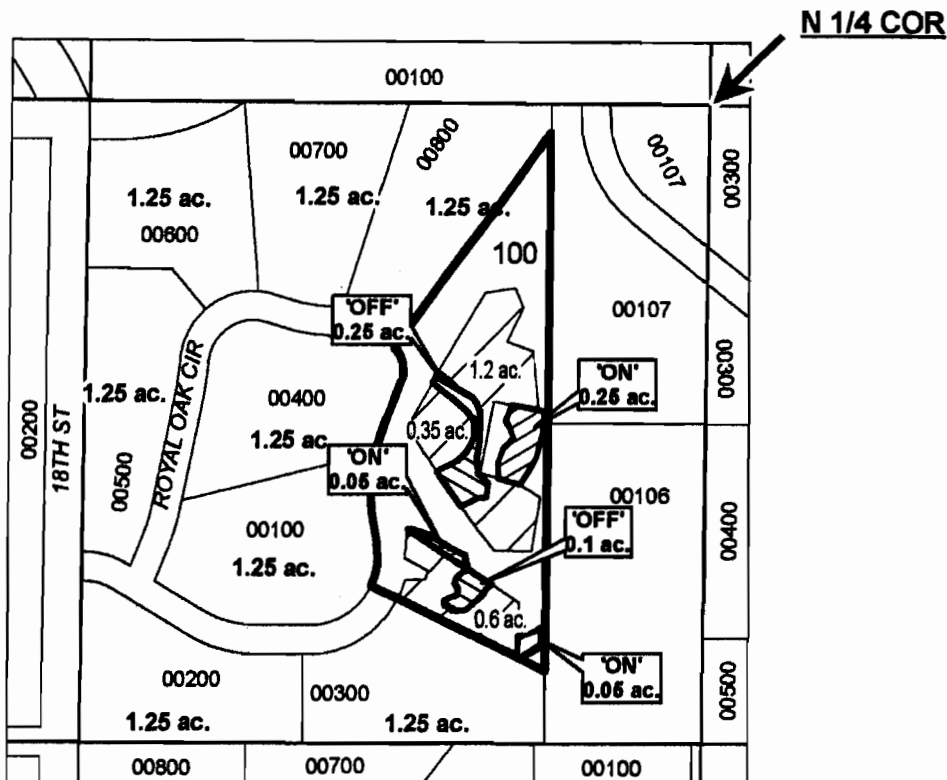 N 1/4 COR
00100
00700
00800
00107
00300
1.25 ac.
1.25 ac.
1.25 ac.
00600
100
'OFF'
0.25 ac.
00107
1.2 ac.
'ON'
0.25 ac.
00300
1.25 ac.
00400
0.35 ac.
1.25 ac.
00200
18TH ST
00500
ROYAL OAK CIR
'ON'
0.05 ac.
00106
00400
00100
1.25 ac.
'OFF'
0.1 ac.
0.6 ac.
'ON'
0.05 ac.
00200
1.25 ac.
00300
1.25 ac.
00500
00800
00700
00100